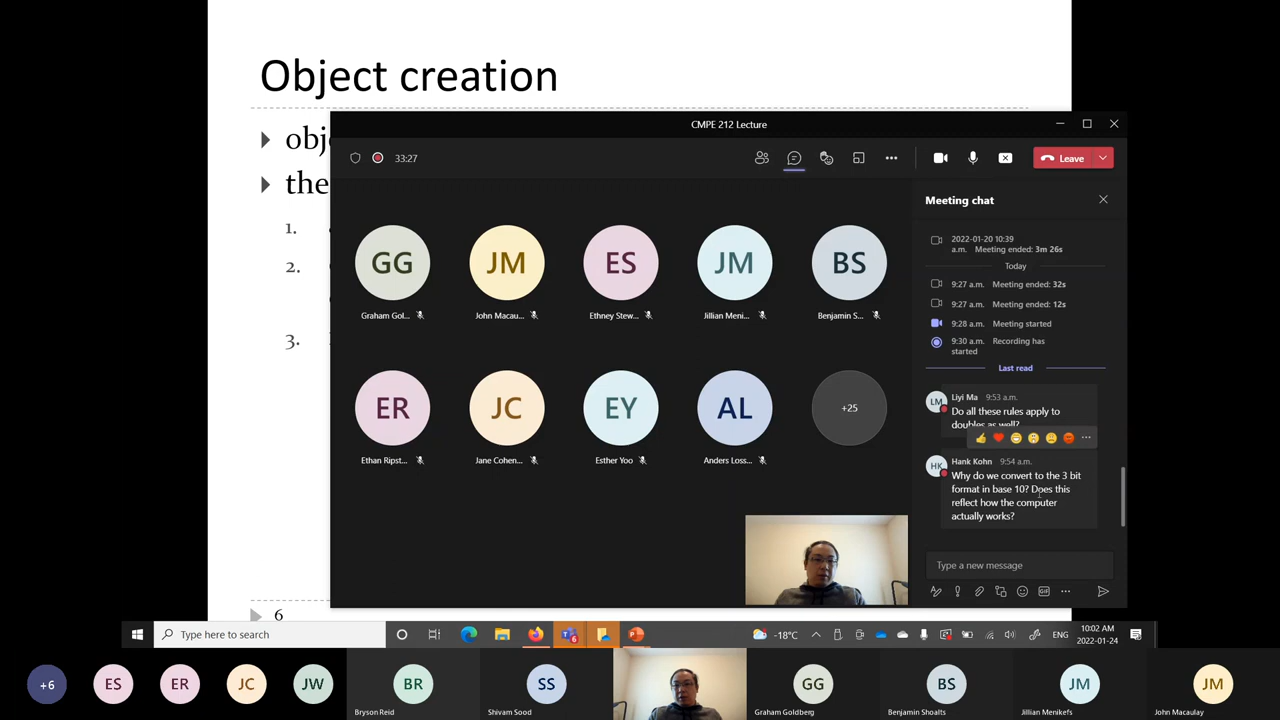 Object creation
obj
the
1.
2.
3.
6
CMPE 212 Lecture
33:27
Leave
Meeting chat
2022-01-20 10:39
a.m. Meeting ended: 3m 26s
Today
9:27 a.m. Meeting ended: 32s
9:27 a.m. Meeting ended: 12s
9:28 a.m. Meeting started
9:30 a.m. Recording has
started
Last read
LM
Liyi Ma 9:53 a.m.
Do all these rules apply to
doubles as well?
HK
Hank Kohn 9:54 a.m.
Why do we convert to the 3 bit
format in base 10? Does this
reflect how the computer
actually works?
Type a new message
GG
JM
ES
JM
BS
Graham Gol...
John Macau...
Ethney Stew...
Jillian Meni...
Benjamin S...
ER
JC
EY
AL
+25
Ethan Ripst...
Jane Cohen...
Esther Yoo
Anders Loss...
Type here to search
6
-18°C
ENG
10:02 AM
2022-01-24
+6
ES
ER
JC
JW
BR
SS
GG
BS
JM
JM
Bryson Reid
Shivam Sood
Graham Goldberg
Benjamin Shoalts
Jillian Menikefs
John Macaulay